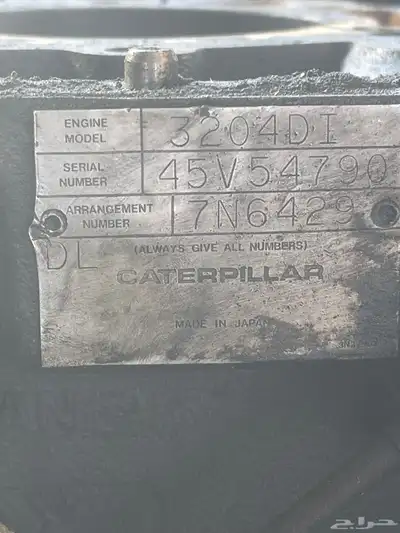 ENGINE MODEL 3204DI
SERIAL NUMBER 45V54790
ARRANGEMENT NUMBER 7N6429
DL (ALWAYS GIVE ALL NUMBERS)
CATERPILLAR
MADE IN JAPAN
حراج